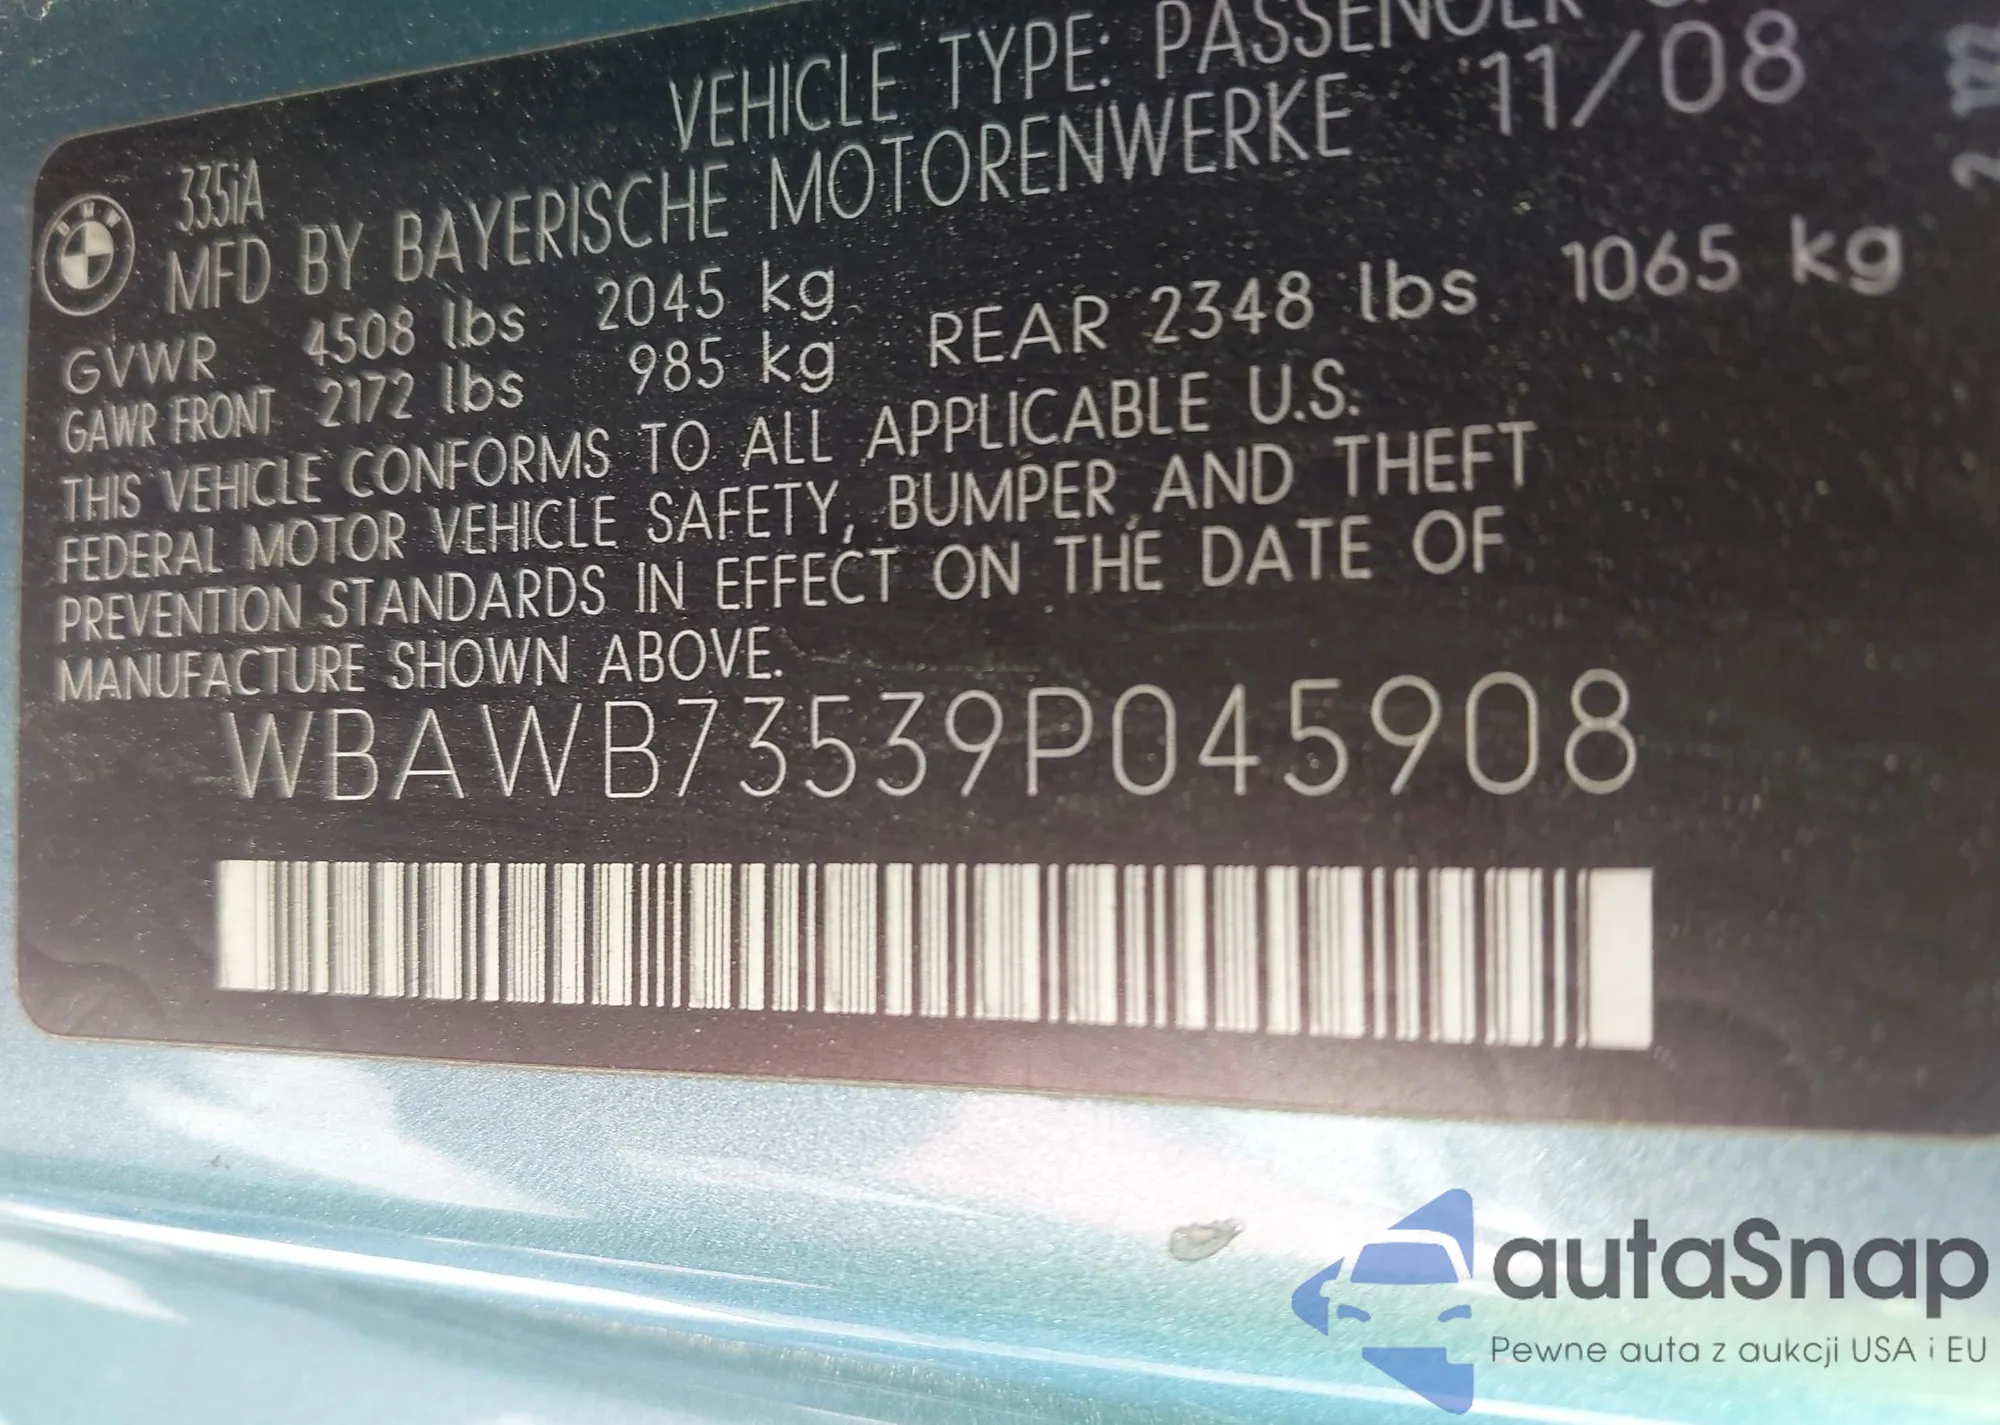 VEHICLE TYPE: PASSENGER
335iA
MFD BY BAYERISCHE MOTORENWERKE 11/08
GVWR 4508 lbs 2045 kg
GAWR FRONT 2172 lbs 985 kg REAR 2348 lbs 1065 kg
THIS VEHICLE CONFORMS TO ALL APPLICABLE U.S.
FEDERAL MOTOR VEHICLE SAFETY, BUMPER, AND THEFT
PREVENTION STANDARDS IN EFFECT ON THE DATE OF
MANUFACTURE SHOWN ABOVE.
WBAWB73539P045908
autaSnap
Pewne auta z aukcji USA i EU